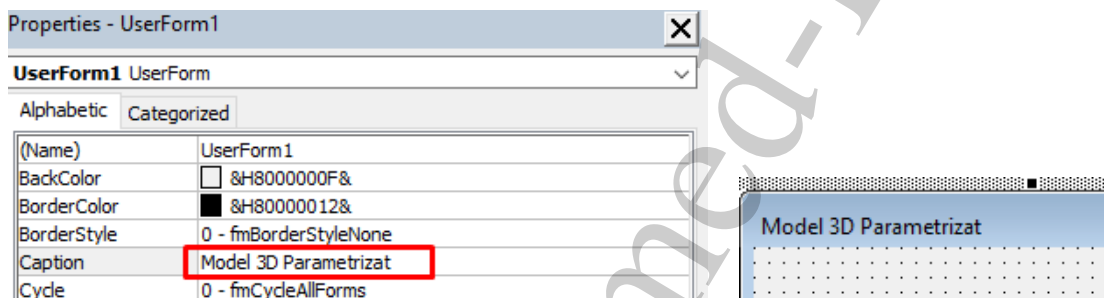 Properties - UserForm1
UserForm1 UserForm
Alphabetic Categorized
(Name) UserForm1
BackColor &H8000000F&
BorderColor &H80000012&
BorderStyle 0 - fmBorderStyleNone
Caption Model 3D Parametrizat
Cycle 0 - fmCycleAllForms
Model 3D Parametrizat